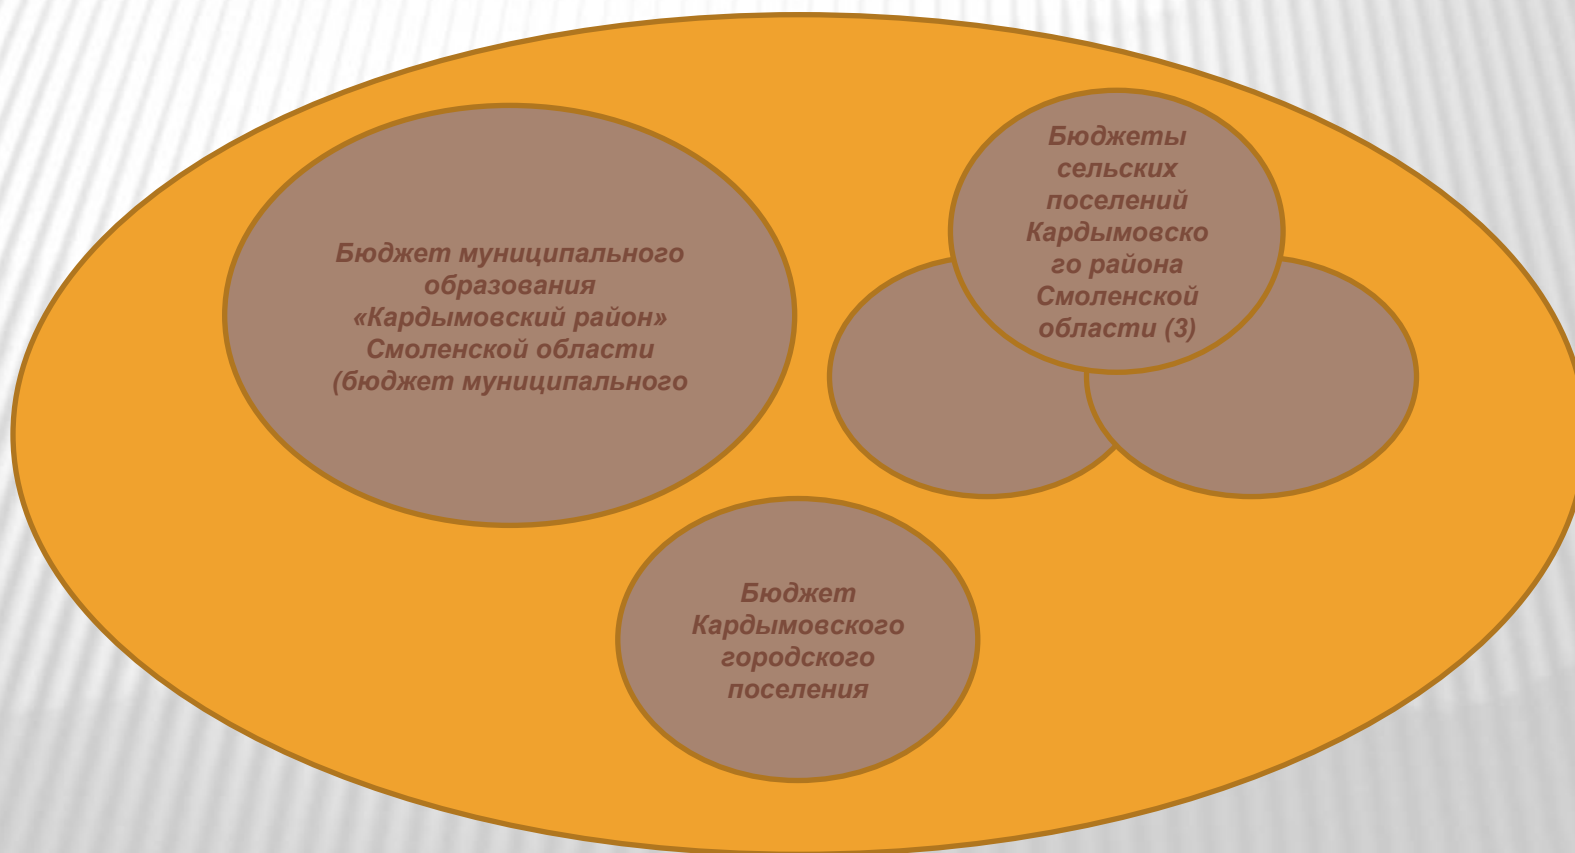 Бюджет муниципального
образования
«Кардымовский район»
Смоленской области
(бюджет муниципального
Бюджеты
сельских
поселений
Кардымовско
го района
Смоленской
области (3)
Бюджет
Кардымовского
городского
поселения